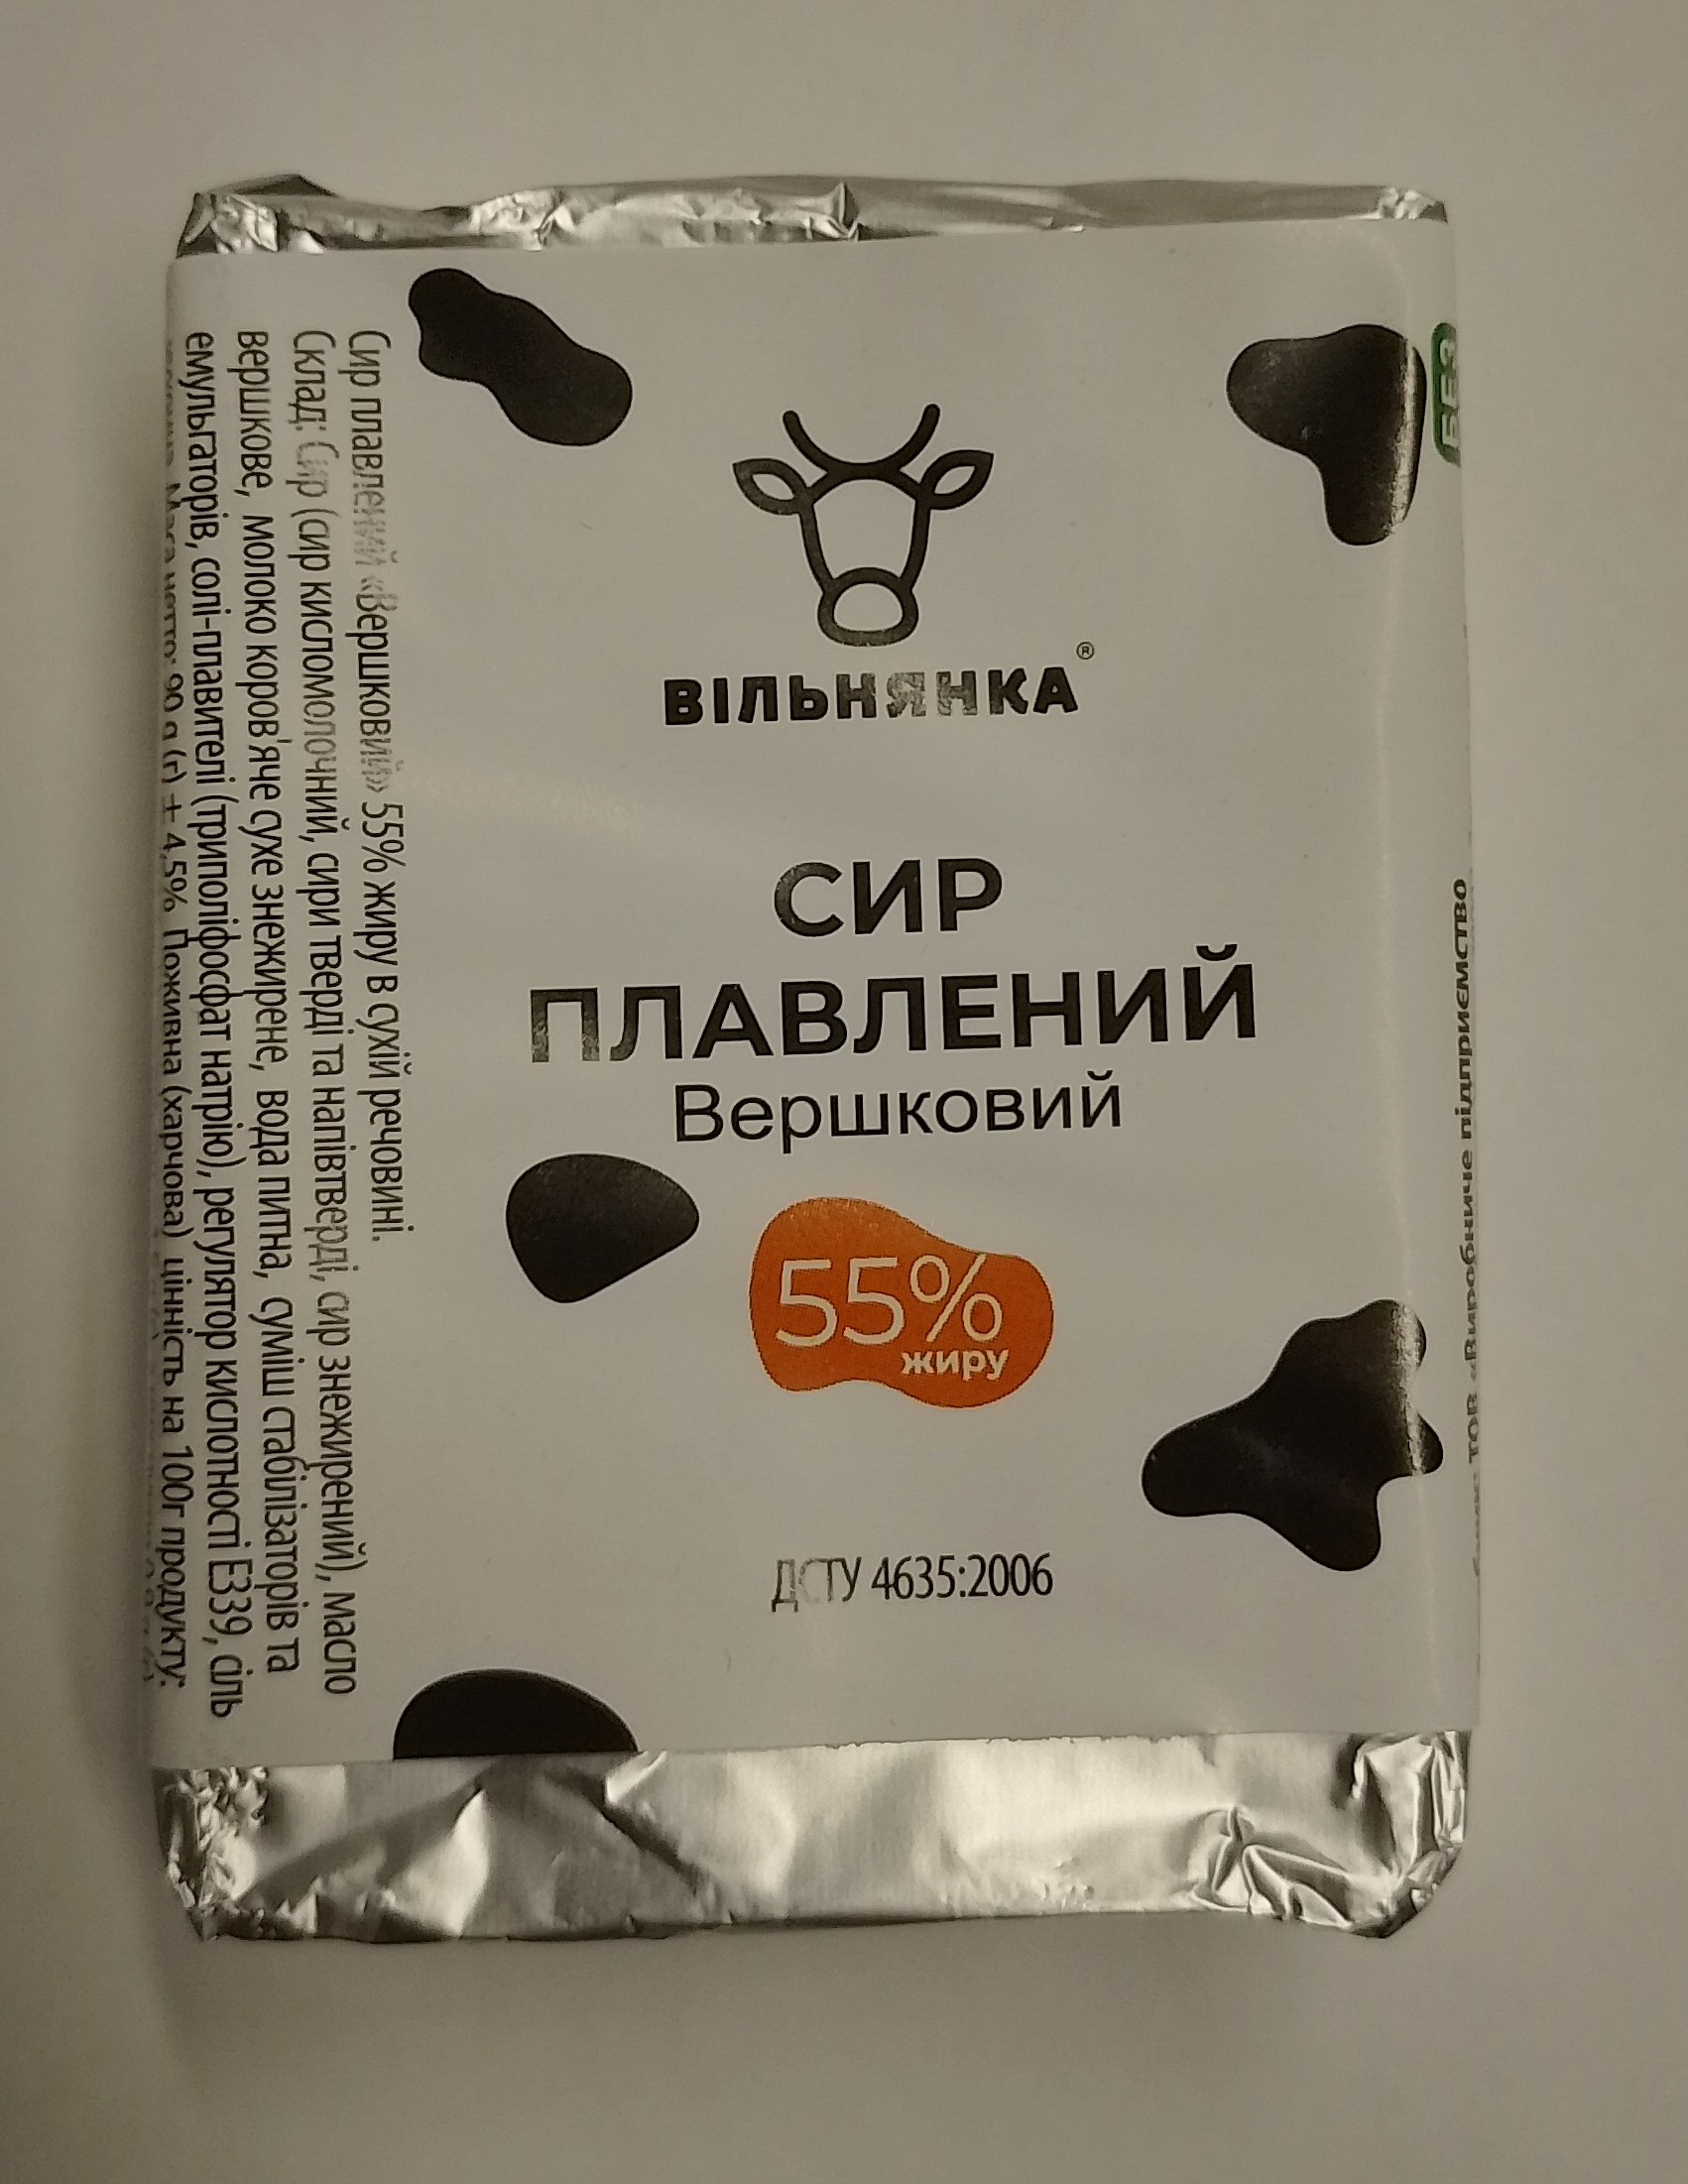 ВІЛЬНЯНКА
®
СИР
ПЛАВЛЕНИЙ
Вершковий
55%
жиру
ДСТУ 4635:2006
Сир плавлений «Вершковий» 55% жиру в сухій речовині.
Склад: Сир (сир кисломолочний, сири тверді та напівтверді, сир знежирений), масло
вершкове, молоко коров'яче сухе знежирене, вода питна, суміш стабілізаторів та
емульгаторів, солі-плавителі (триполіфосфат натрію), регулятор кислотності Е339, сіль
Маса нетто: 90 g (г) ± 4,5% Поживна (харчова) цінність на 100г продукту:
БЕЗ
ТОВ «Виробниче підприємство